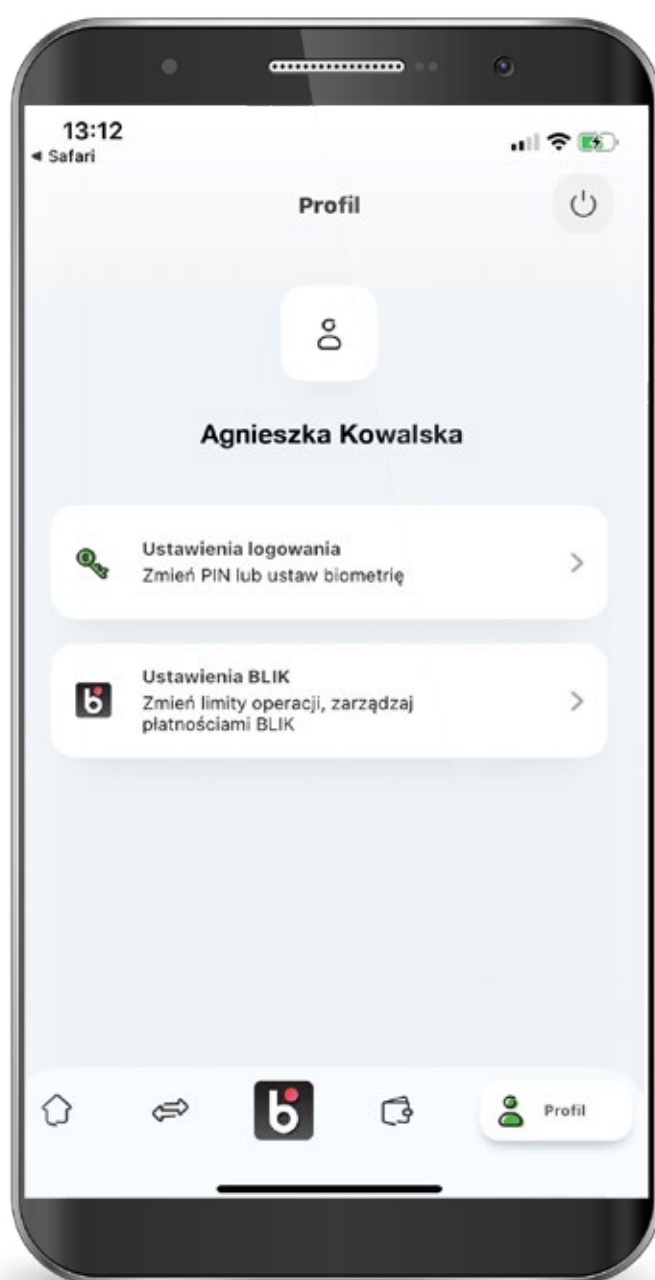 13:12
◀ Safari
Profil
Agnieszka Kowalska
Ustawienia logowania
Zmień PIN lub ustaw biometrię
Ustawienia BLIK
Zmień limity operacji, zarządzaj
płatnościami BLIK
Profil